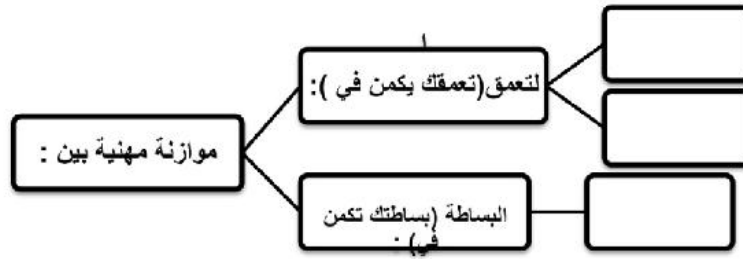 موازنة مهنية بين :
ا
لتعمق(تعمقك يكمن في ):
البساطة (بساطتك تكمن
في) :